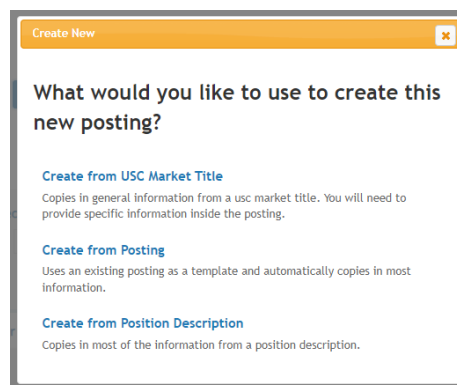 Create New
What would you like to use to create this
new posting?
Create from USC Market Title
Copies in general information from a usc market title. You will need to
provide specific information inside the posting.
Create from Posting
Uses an existing posting as a template and automatically copies in most
information.
Create from Position Description
Copies in most of the information from a position description.